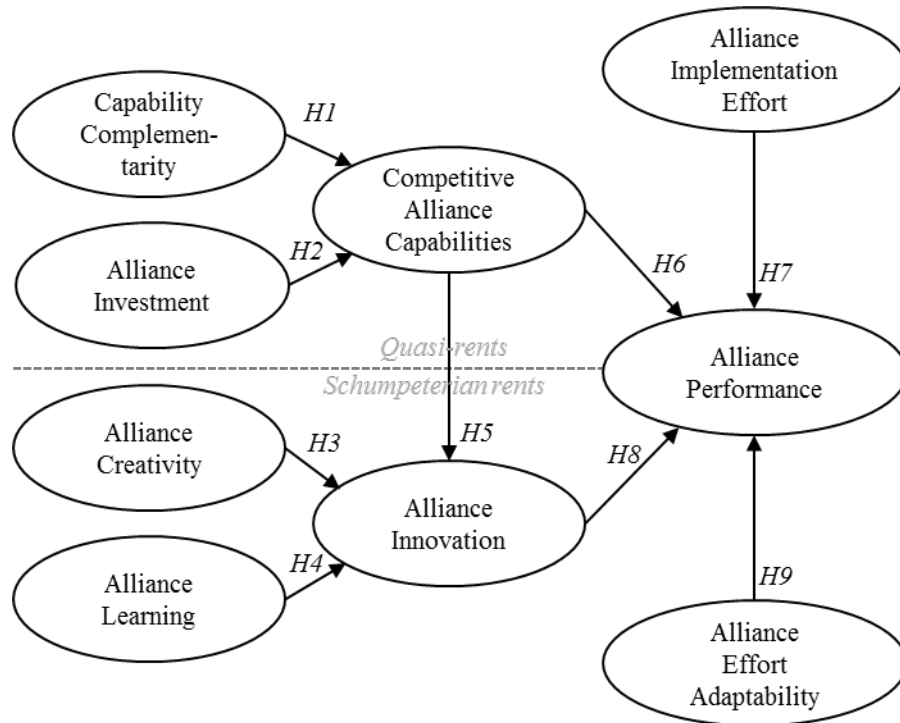 Alliance
Implementation
Effort
Capability
Complemen-
tarity
H1
Competitive
Alliance
Capabilities
H2
Alliance
Investment
H6
H7
Quasi-rents
Schumpeterian rents
Alliance
Performance
Alliance
Creativity
H3
H5
H8
Alliance
Innovation
H4
Alliance
Learning
H9
Alliance
Effort
Adaptability